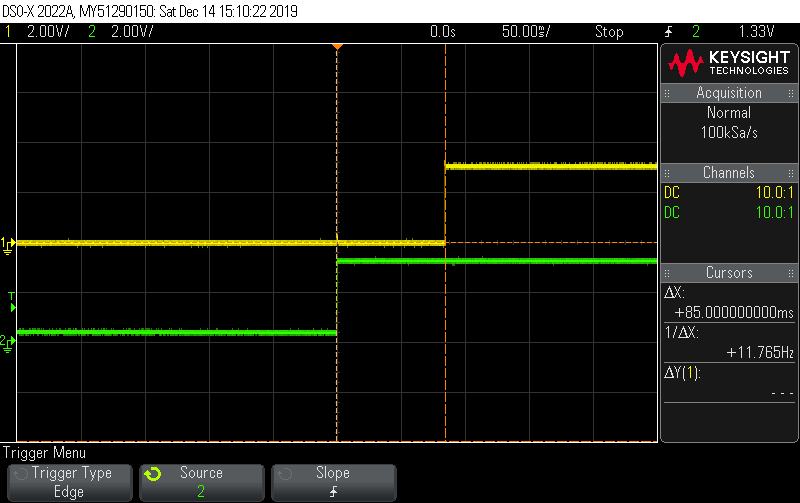 DSO-X 2022A, MY51290150: Sat Dec 14 15:10:22 2019
1 2.00V/ 2 2.00V/ 0.0s 50.00ms/ Stop 2 1.33V
KEYSIGHT
TECHNOLOGIES
Acquisition
Normal
100kSa/s
Channels
DC 10.0:1
DC 10.0:1
Cursors
ΔX:
+85.000000000ms
1/ΔX:
+11.765Hz
ΔY(1):
- - -
1
T
2
Trigger Menu
Trigger Type
Edge
Source
2
Slope